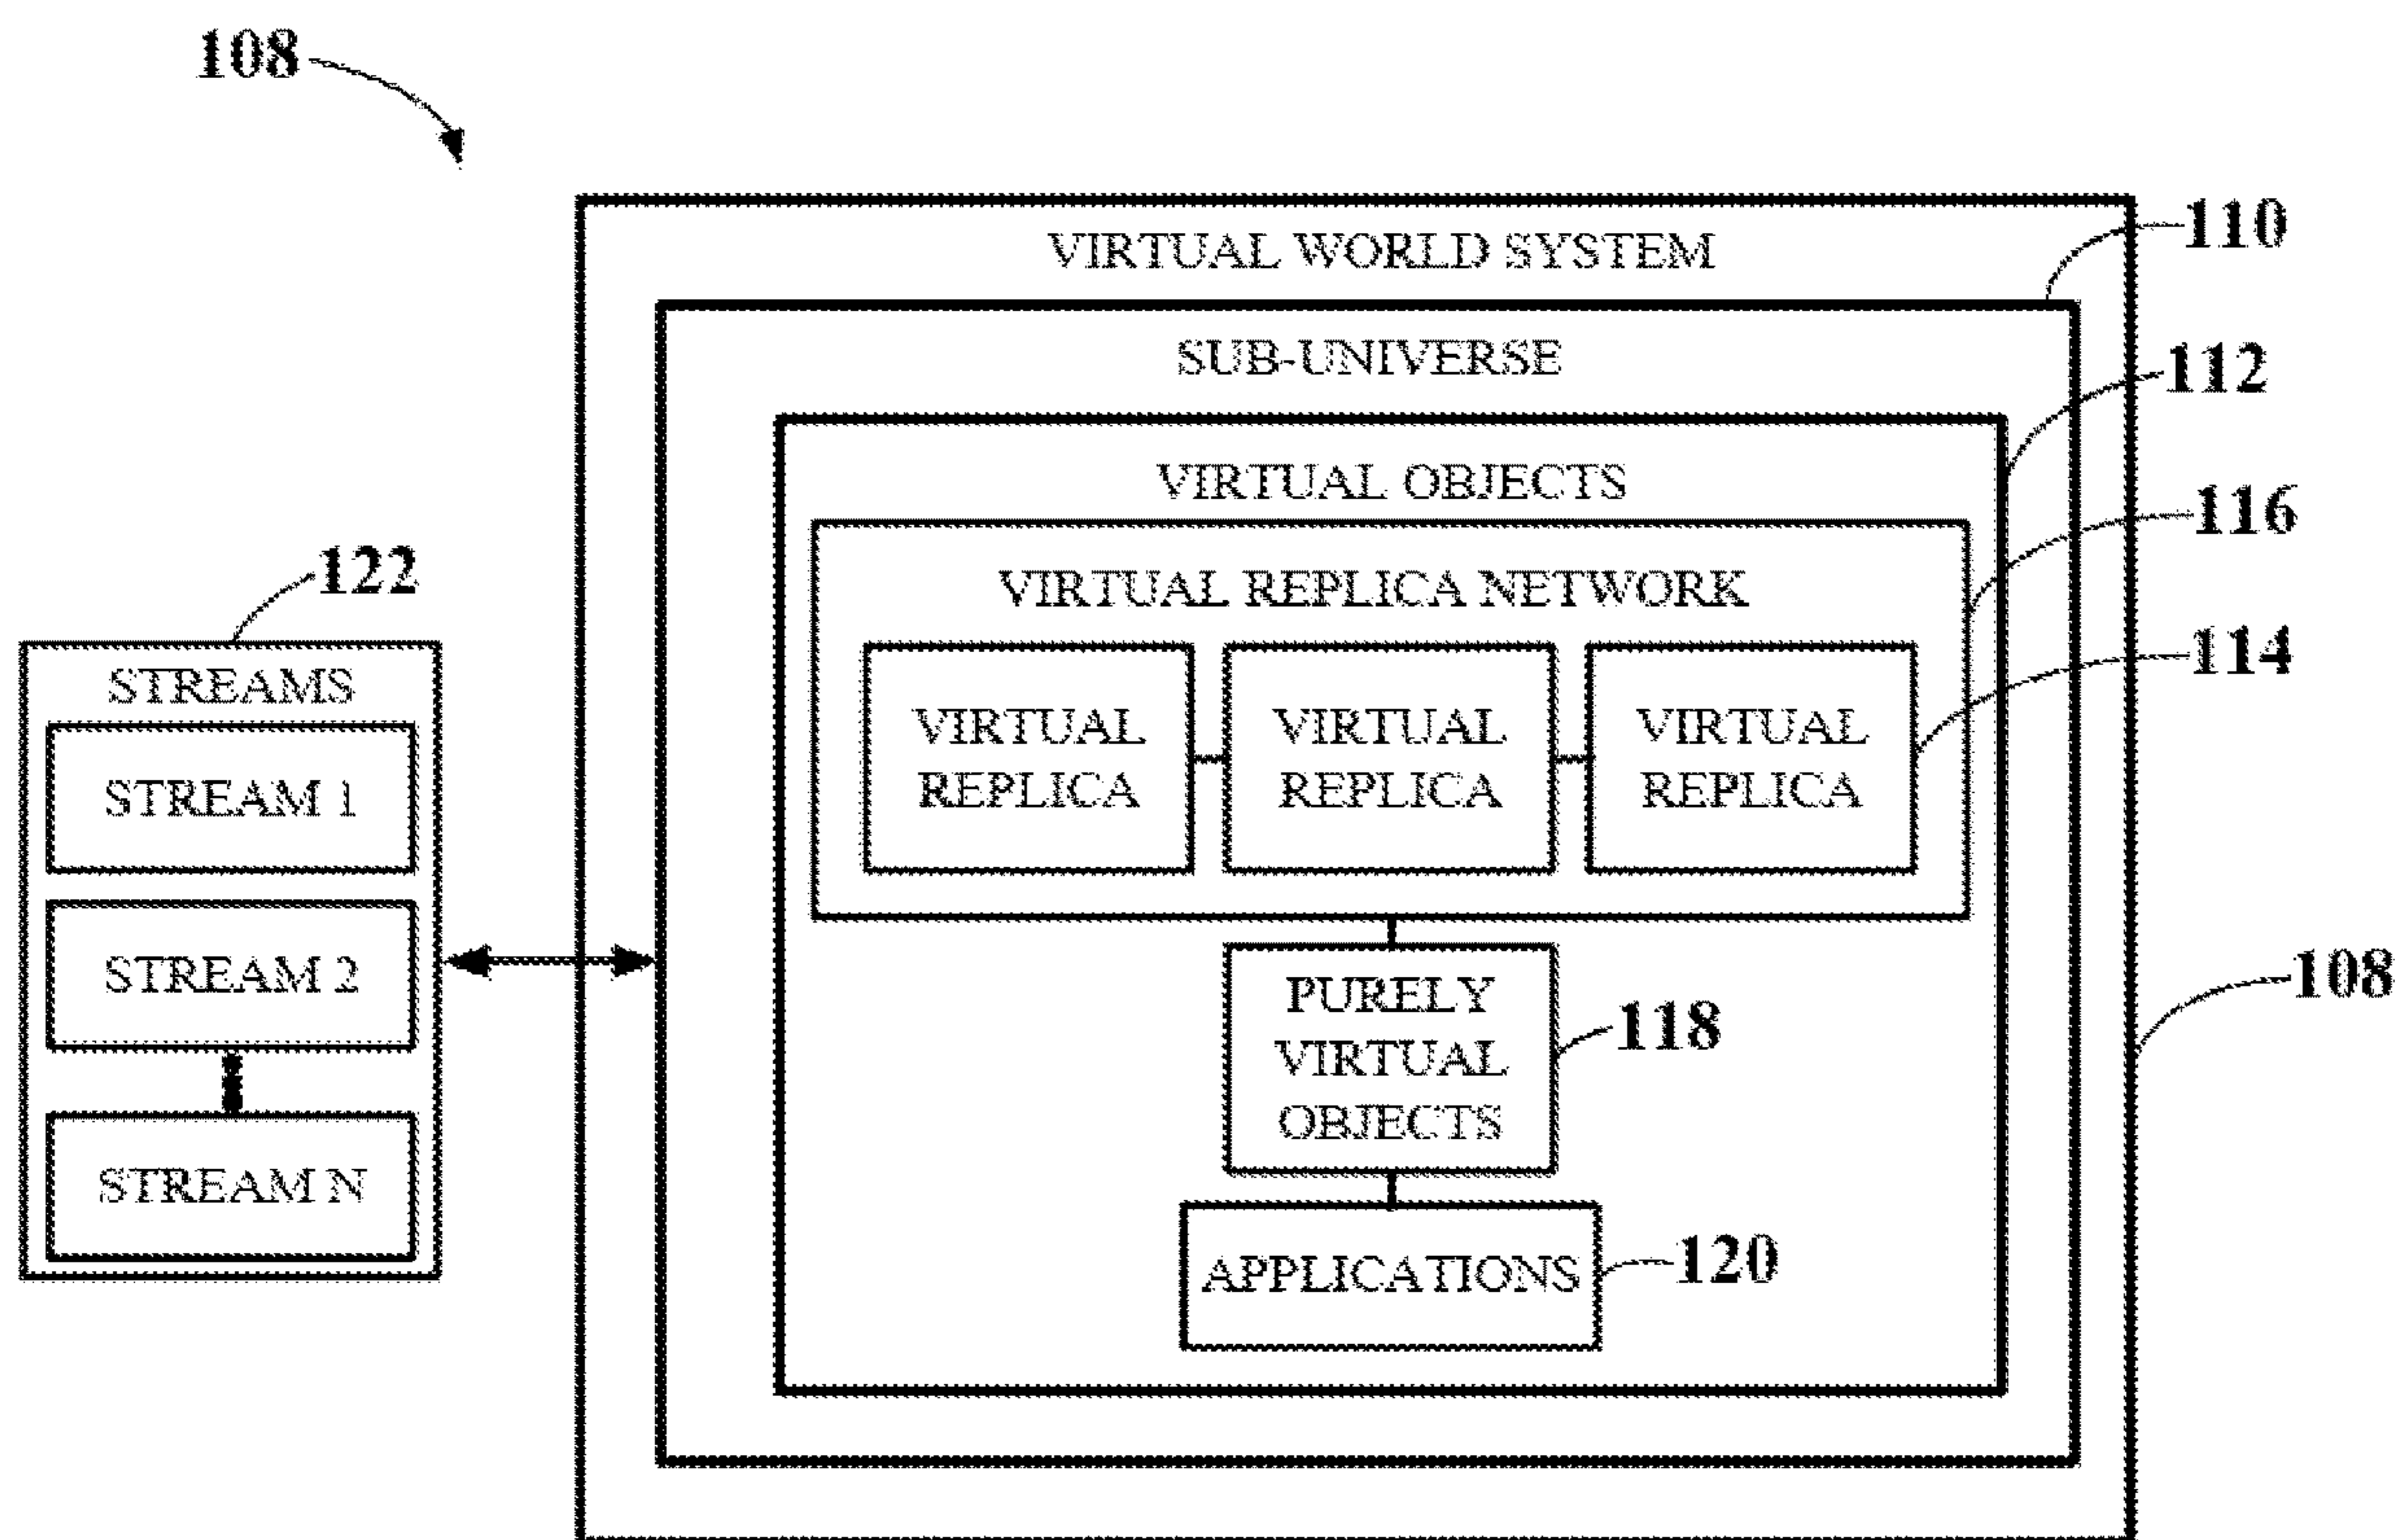 108
110
VIRTUAL WORLD SYSTEM
SUB-UNIVERSE
112
VIRTUAL OBJECTS
116
122
VIRTUAL REPLICA NETWORK
114
STREAMS
STREAM 1
STREAM 2
STREAM N
VIRTUAL
REPLICA
VIRTUAL
REPLICA
VIRTUAL
REPLICA
PURELY
VIRTUAL
OBJECTS
118
108
APPLICATIONS
120